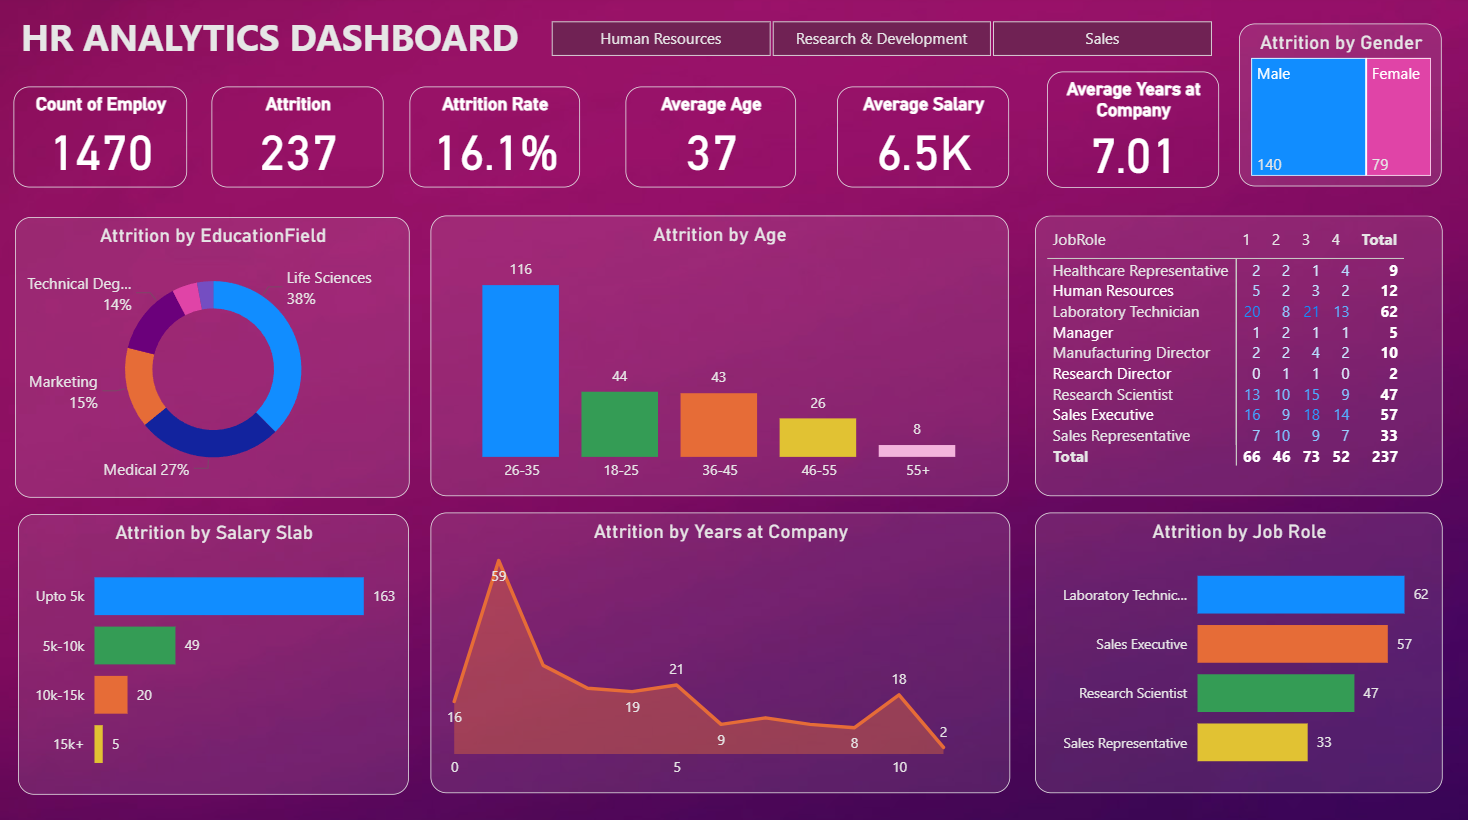 HR ANALYTICS DASHBOARD
Human Resources
Research & Development
Sales
Count of Employ
1470
Attrition
237
Attrition Rate
16.1%
Average Age
37
Average Salary
6.5K
Average Years at
Company
7.01
Attrition by Gender
Male
Female
140
79
Attrition by EducationField
Life Sciences
38%
Technical Deg...
14%
Marketing
15%
Medical 27%
Attrition by Age
116
44
43
26
8
26-35
18-25
36-45
46-55
55+
JobRole 1 2 3 4 Total
Healthcare Representative 2 2 1 4 9
Human Resources 5 2 3 2 12
Laboratory Technician 20 8 21 13 62
Manager 1 2 1 1 5
Manufacturing Director 2 2 4 2 10
Research Director 0 1 1 0 2
Research Scientist 13 10 15 9 47
Sales Executive 16 9 18 14 57
Sales Representative 7 10 9 7 33
Total 66 46 73 52 237
Attrition by Salary Slab
Upto 5k 163
5k-10k 49
10k-15k 20
15k+ 5
Attrition by Years at Company
59
16
19
21
9
8
18
2
0
5
10
Attrition by Job Role
Laboratory Technic... 62
Sales Executive 57
Research Scientist 47
Sales Representative 33